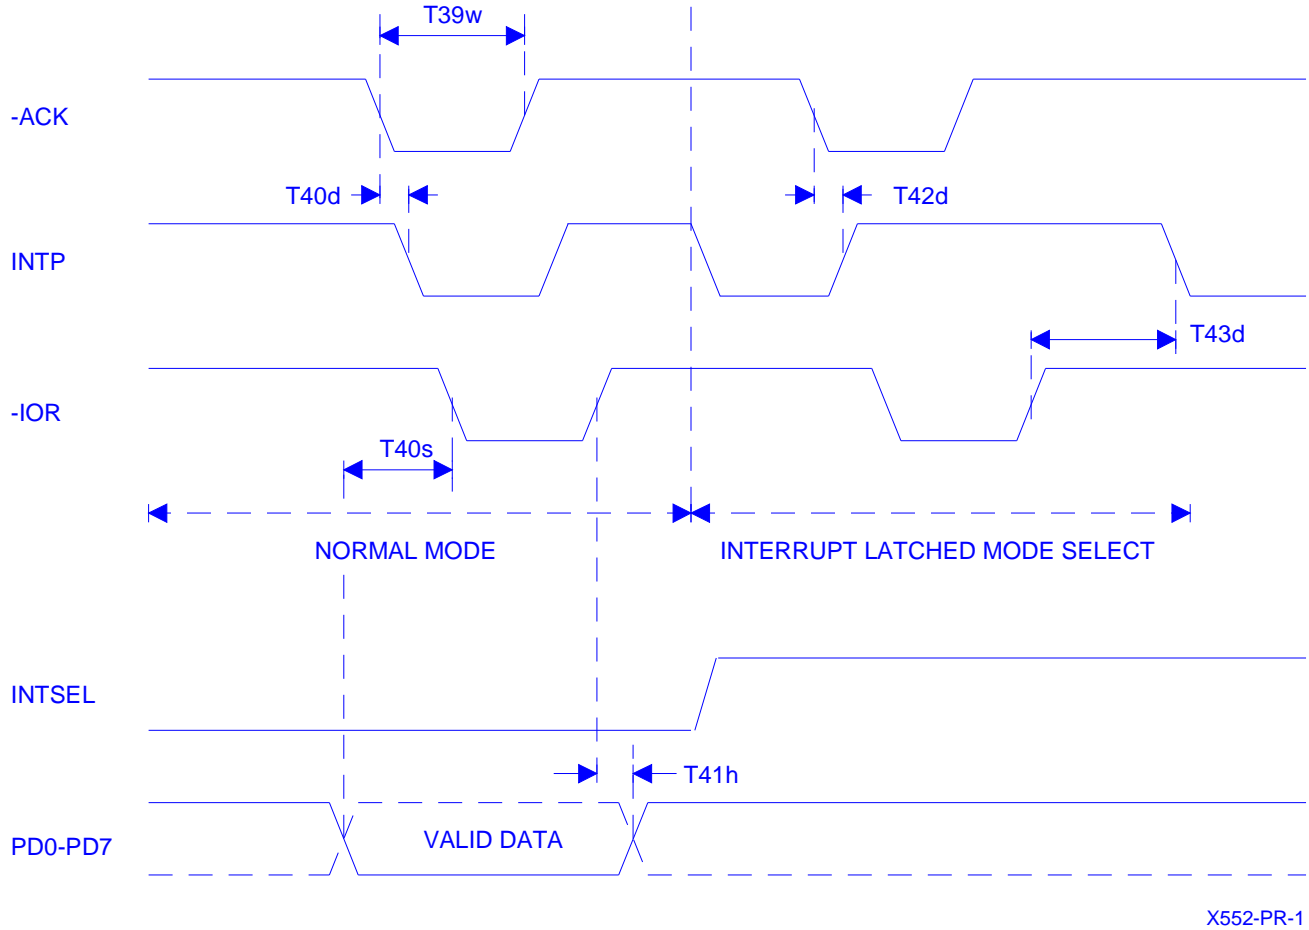 T39w
-ACK
T40d
T42d
INTP
T43d
-IOR
T40s
NORMAL MODE
INTERRUPT LATCHED MODE SELECT
INTSEL
T41h
PD0-PD7
VALID DATA
X552-PR-1